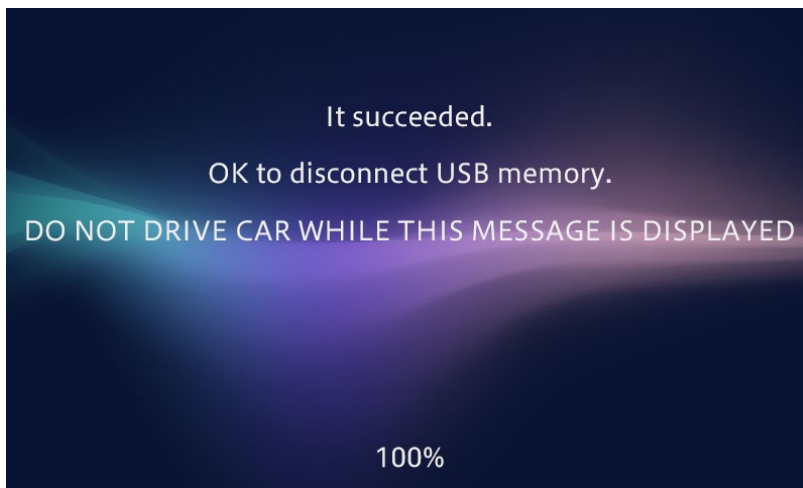 It succeeded.
OK to disconnect USB memory.
DO NOT DRIVE CAR WHILE THIS MESSAGE IS DISPLAYED
100%